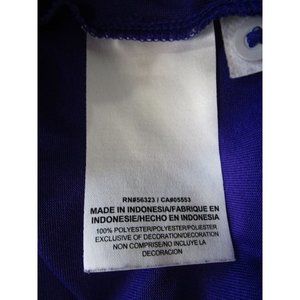 RN#56323 / CA#05553
MADE IN INDONESIA/FABRIQUE EN
INDONESIE/HECHO EN INDONESIA
100% POLYESTER/POLYESTER/POLIESTER
EXCLUSIVE OF DECORATION/DECORATION
NON COMPRISE/NO INCLUYE LA
DECORACION